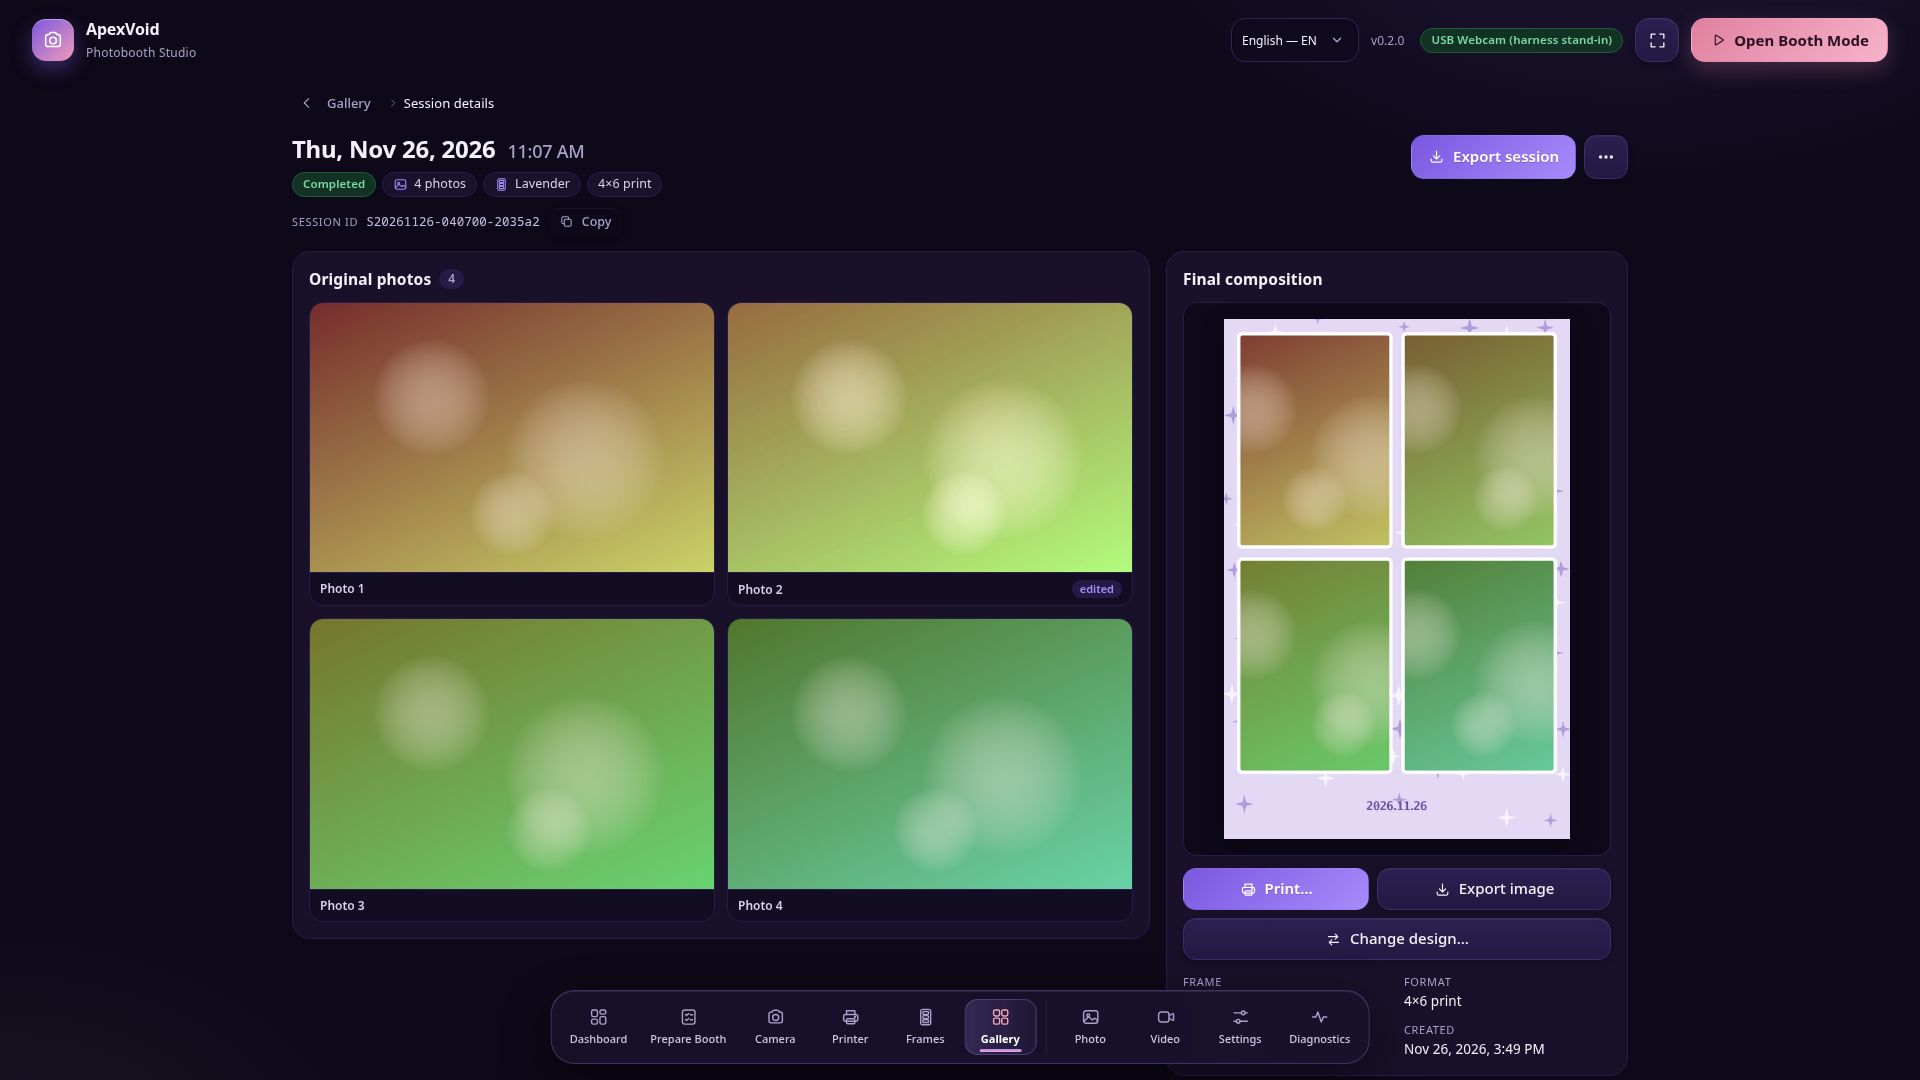 ApexVoid
Photobooth Studio
English — EN
v0.2.0
USB Webcam (harness stand-in)
Open Booth Mode
Gallery
Session details
Thu, Nov 26, 2026 11:07 AM
Export session
Completed
4 photos
Lavender
4×6 print
SESSION ID S20261126-040700-2035a2 Copy
Original photos 4
Photo 1
Photo 2
edited
Photo 3
Photo 4
Final composition
2026.11.26
Print...
Export image
Change design...
FRAME
FORMAT
4×6 print
CREATED
Nov 26, 2026, 3:49 PM
Dashboard
Prepare Booth
Camera
Printer
Frames
Gallery
Photo
Video
Settings
Diagnostics